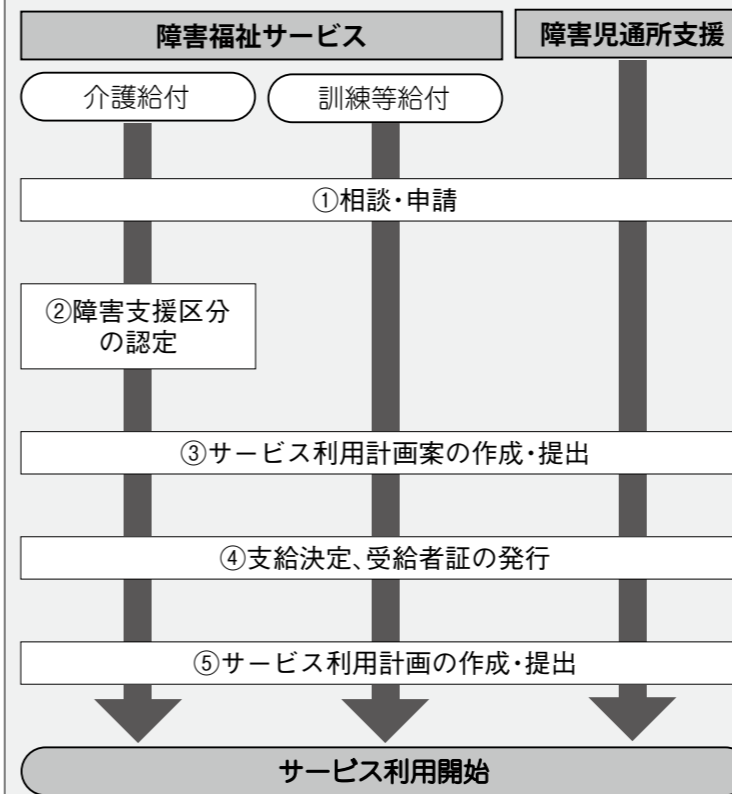 障害福祉サービス
障害児通所支援
介護給付
訓練等給付
①相談・申請
②障害支援区分
の認定
③サービス利用計画案の作成・提出
④支給決定、受給者証の発行
⑤サービス利用計画の作成・提出
サービス利用開始